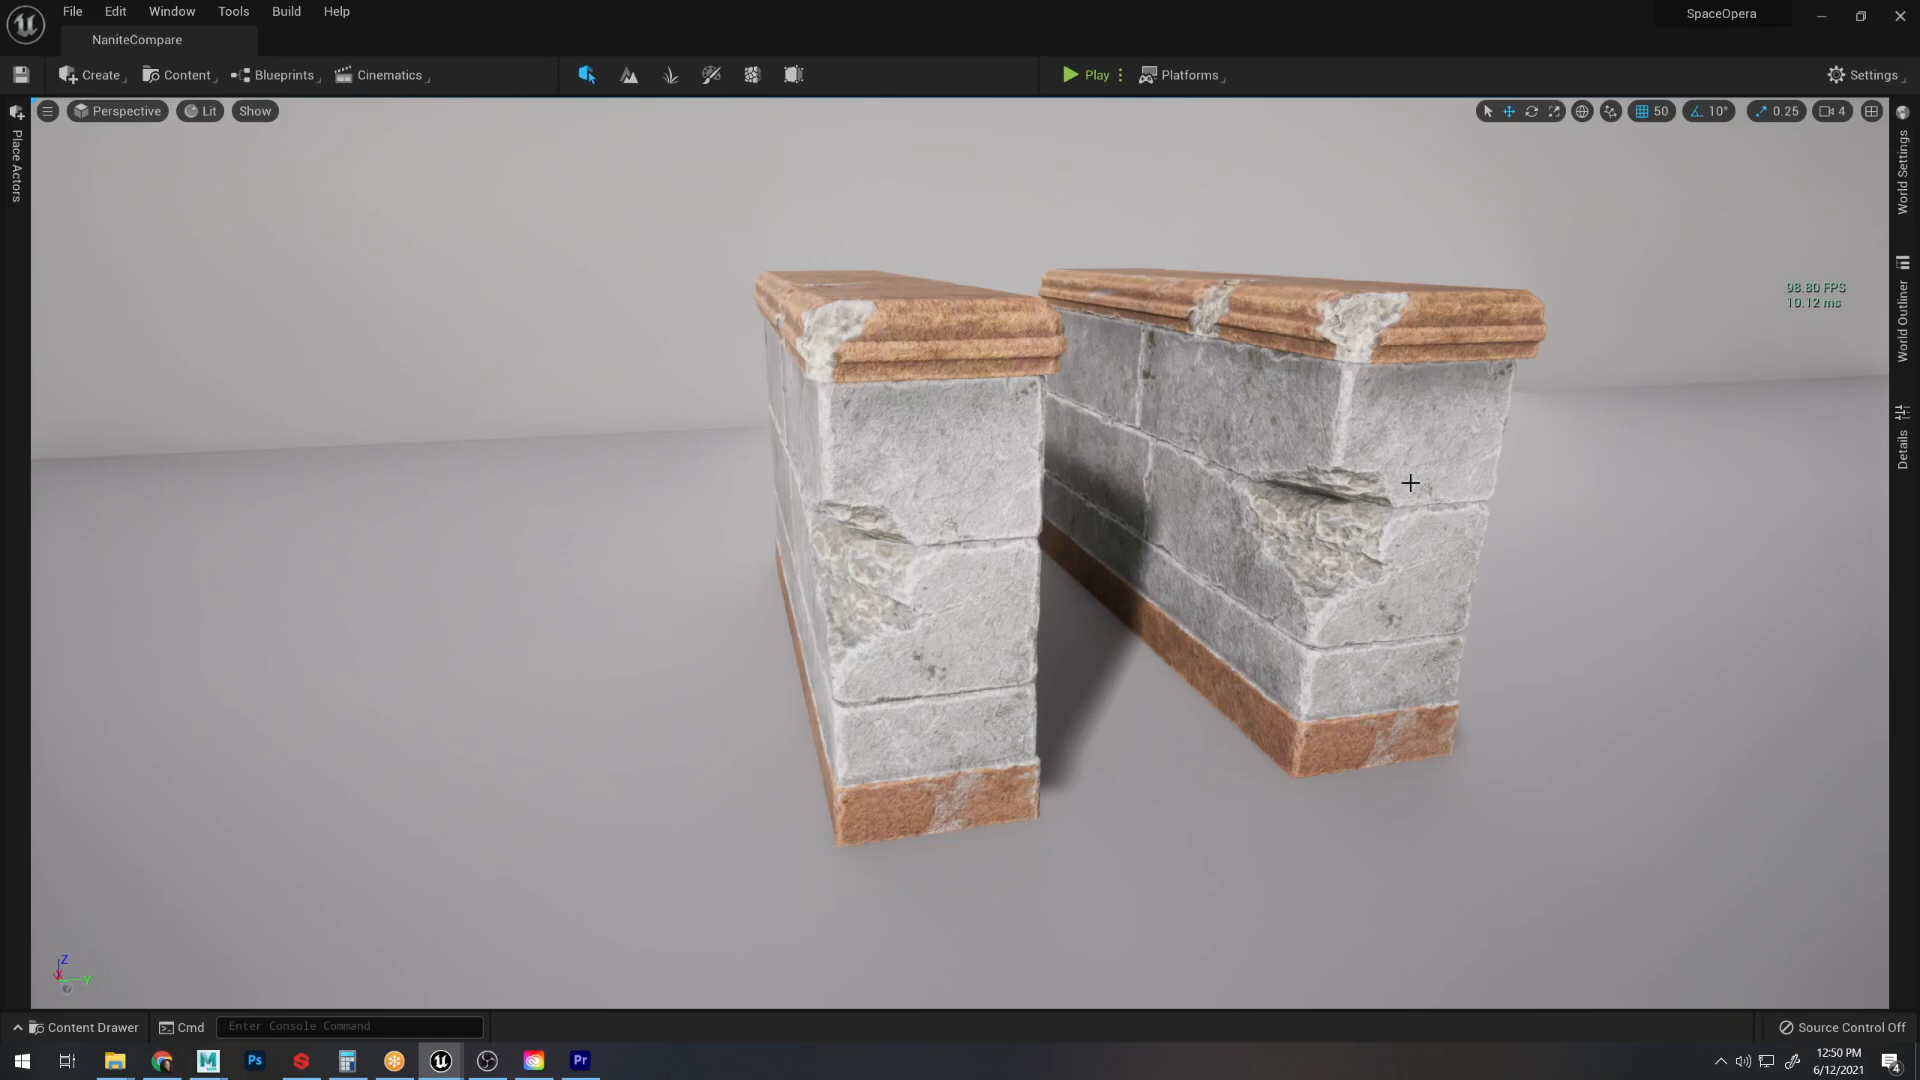 File Edit Window Tools Build Help
SpaceOpera
NaniteCompare
Create Content Blueprints Cinematics Play Platforms Settings
Perspective Lit Show 50 10° 0.25 4
Place Actors
World Settings
World Outliner
Details
98.80 FPS
10.12 ms
Z
X
Y
Content Drawer Cmd Enter Console Command Source Control Off
Ps Pr
12:50 PM
6/12/2021
4